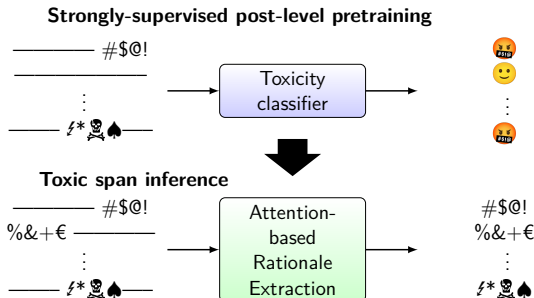 Strongly-supervised post-level pretraining
———— #$@!
——————
⋮
Toxicity
classifier
⋮
——— ⚡*☠♠——
Toxic span inference
———— #$@!
%&+€ ————
⋮
——— ⚡*☠♠——
Attention-
based
Rationale
Extraction
#$@!
%&+€
⋮
⚡*☠♠